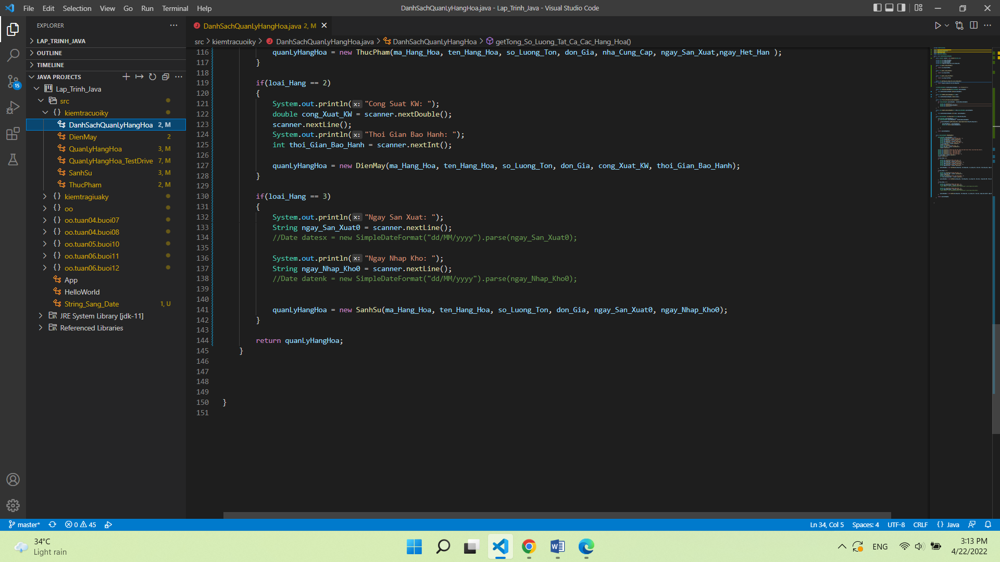 File Edit Selection View Go Run Terminal Help
DanhSachQuanLyHangHoa.java - Lap_Trinh_Java - Visual Studio Code
EXPLORER
LAP_TRINH_JAVA
OUTLINE
TIMELINE
JAVA PROJECTS
Lap_Trinh_Java
src
{} kiemtracuoiky
DanhSachQuanLyHangHoa 2, M
DienMay 2
QuanLyHangHoa 3, M
QuanLyHangHoa_TestDrive 7, M
SanhSu 3, M
ThucPham 2, M
{} kiemtragiuaky
{} oo
{} oo.tuan04.buoi07
{} oo.tuan04.buoi08
{} oo.tuan05.buoi10
{} oo.tuan06.buoi11
{} oo.tuan06.buoi12
App
HelloWorld
String_Sang_Date 1, U
JRE System Library [jdk-11]
Referenced Libraries
15
DanhSachQuanLyHangHoa.java 2, M
src > kiemtracuoiky > DanhSachQuanLyHangHoa.java > DanhSachQuanLyHangHoa > getTong_So_Luong_Tat_Ca_Cac_Hang_Hoa()
116 quanLyHangHoa = new ThucPham(ma_Hang_Hoa, ten_Hang_Hoa, so_Luong_Ton, don_Gia, nha_Cung_Cap, ngay_San_Xuat,ngay_Het_Han );
117 }
118
119 if(loai_Hang == 2)
120 {
121 System.out.println(x: "Cong Suat KW: ");
122 double cong_Xuat_KW = scanner.nextDouble();
123 scanner.nextLine();
124 System.out.println(x: "Thoi Gian Bao Hanh: ");
125 int thoi_Gian_Bao_Hanh = scanner.nextInt();
126
127 quanLyHangHoa = new DienMay(ma_Hang_Hoa, ten_Hang_Hoa, so_Luong_Ton, don_Gia, cong_Xuat_KW, thoi_Gian_Bao_Hanh);
128 }
129
130 if(loai_Hang == 3)
131 {
132 System.out.println(x: "Ngay San Xuat: ");
133 String ngay_San_Xuat0 = scanner.nextLine();
134 //Date datesx = new SimpleDateFormat("dd/MM/yyyy").parse(ngay_San_Xuat0);
135
136 System.out.println(x: "Ngay Nhap Kho: ");
137 String ngay_Nhap_Kho0 = scanner.nextLine();
138 //Date datenk = new SimpleDateFormat("dd/MM/yyyy").parse(ngay_Nhap_Kho0);
139
140
141 quanLyHangHoa = new SanhSu(ma_Hang_Hoa, ten_Hang_Hoa, so_Luong_Ton, don_Gia, ngay_San_Xuat0, ngay_Nhap_Kho0);
142 }
143
144 return quanLyHangHoa;
145 }
146
147
148
149
150 }
151
master* 0 45
Ln 34, Col 5 Spaces: 4 UTF-8 CRLF {} Java
34°C
Light rain
ENG
3:13 PM
4/22/2022